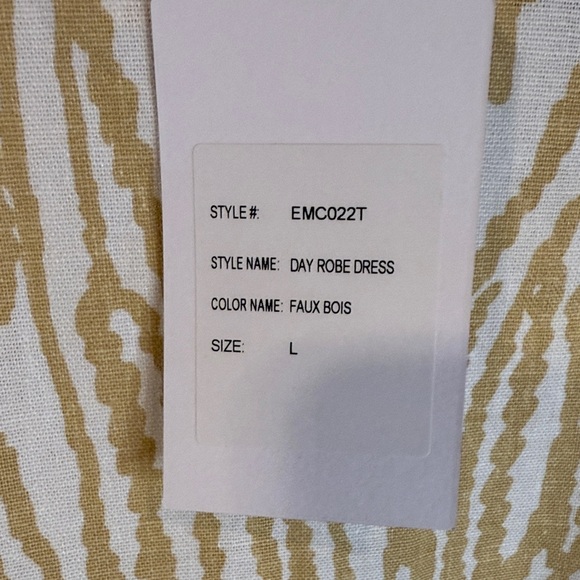 STYLE #: EMC022T
STYLE NAME: DAY ROBE DRESS
COLOR NAME: FAUX BOIS
SIZE: L